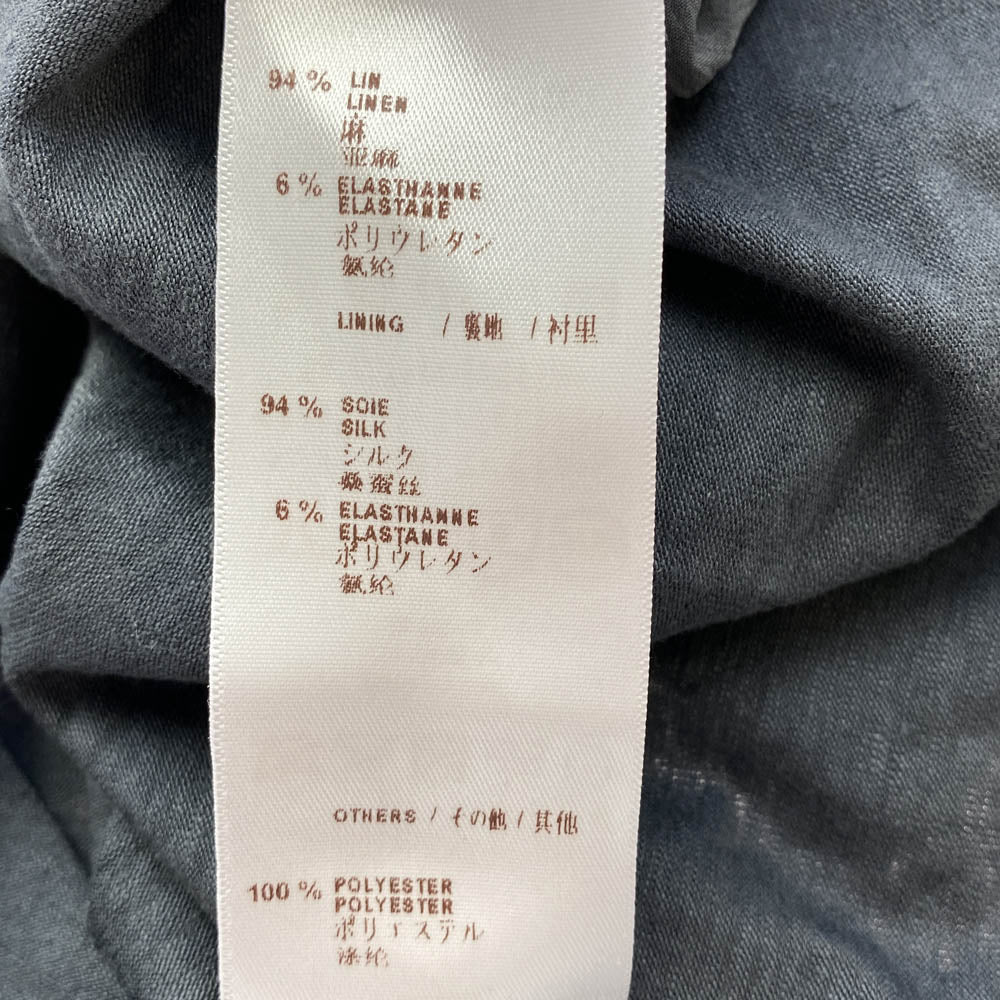 94 % LIN
LINEN
麻
亜麻
6 % ELASTHANNE
ELASTANE
ポリウレタン
氨纶
LINING / 裏地 / 衬里
94 % SOIE
SILK
シルク
桑蚕丝
6 % ELASTHANNE
ELASTANE
ポリウレタン
氨纶
OTHERS / その他 / 其他
100 % POLYESTER
POLYESTER
ポリエステル
涤纶